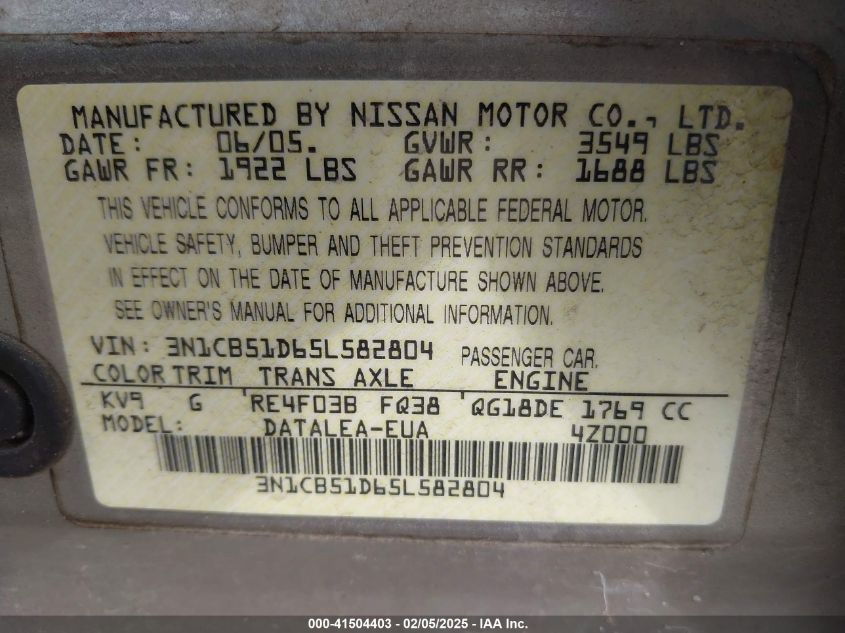 MANUFACTURED BY NISSAN MOTOR CO., LTD.
DATE: 06/05. GVWR: 3549 LBS
GAWR FR: 1922 LBS GAWR RR: 1688 LBS
THIS VEHICLE CONFORMS TO ALL APPLICABLE FEDERAL MOTOR.
VEHICLE SAFETY, BUMPER AND THEFT PREVENTION STANDARDS
IN EFFECT ON THE DATE OF MANUFACTURE SHOWN ABOVE.
SEE OWNER'S MANUAL FOR ADDITIONAL INFORMATION.
VIN: 3N1CB51D65L582804 PASSENGER CAR.
COLOR TRIM TRANS AXLE ENGINE
KV9 G RE4F03B FQ38 QG18DE 1769 CC
MODEL: DATALEA-EUA 4Z000
3N1CB51D65L582804
000-41504403 - 02/05/2025 - IAA Inc.